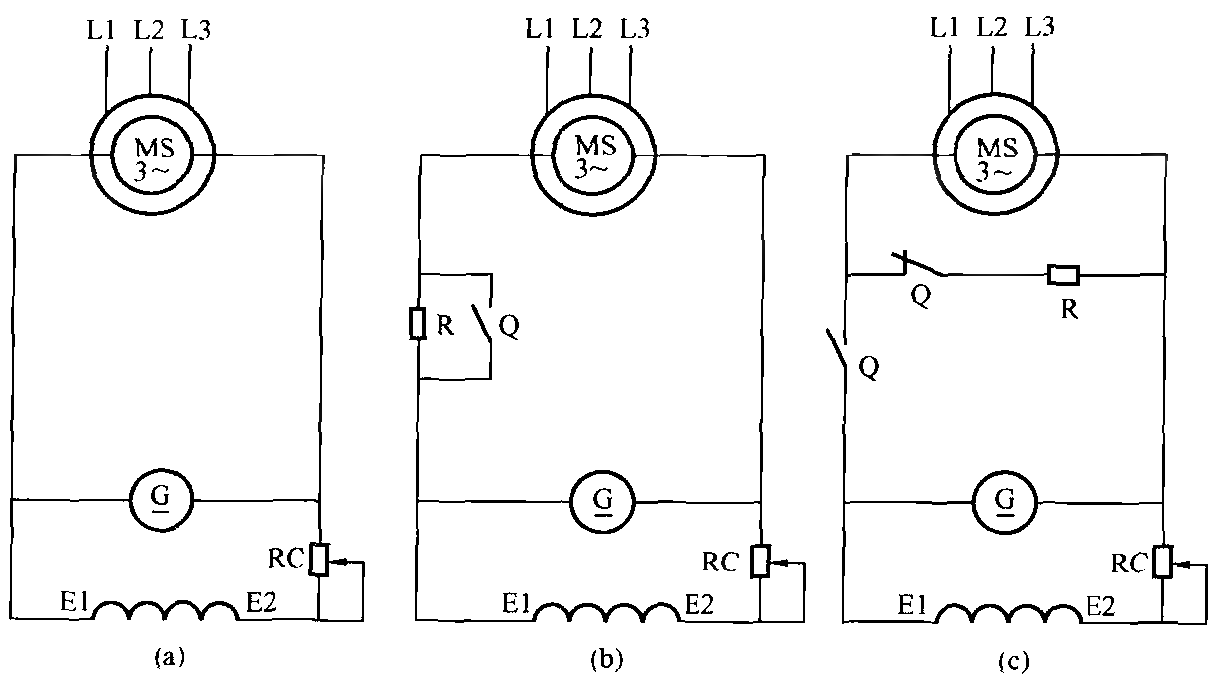 L1 L2 L3
MS
3~
R Q
G
RC
E1 E2
(a)
L1 L2 L3
MS
3~
R Q
G
RC
E1 E2
(b)
L1 L2 L3
MS
3~
Q
R
Q
G
RC
E1 E2
(c)